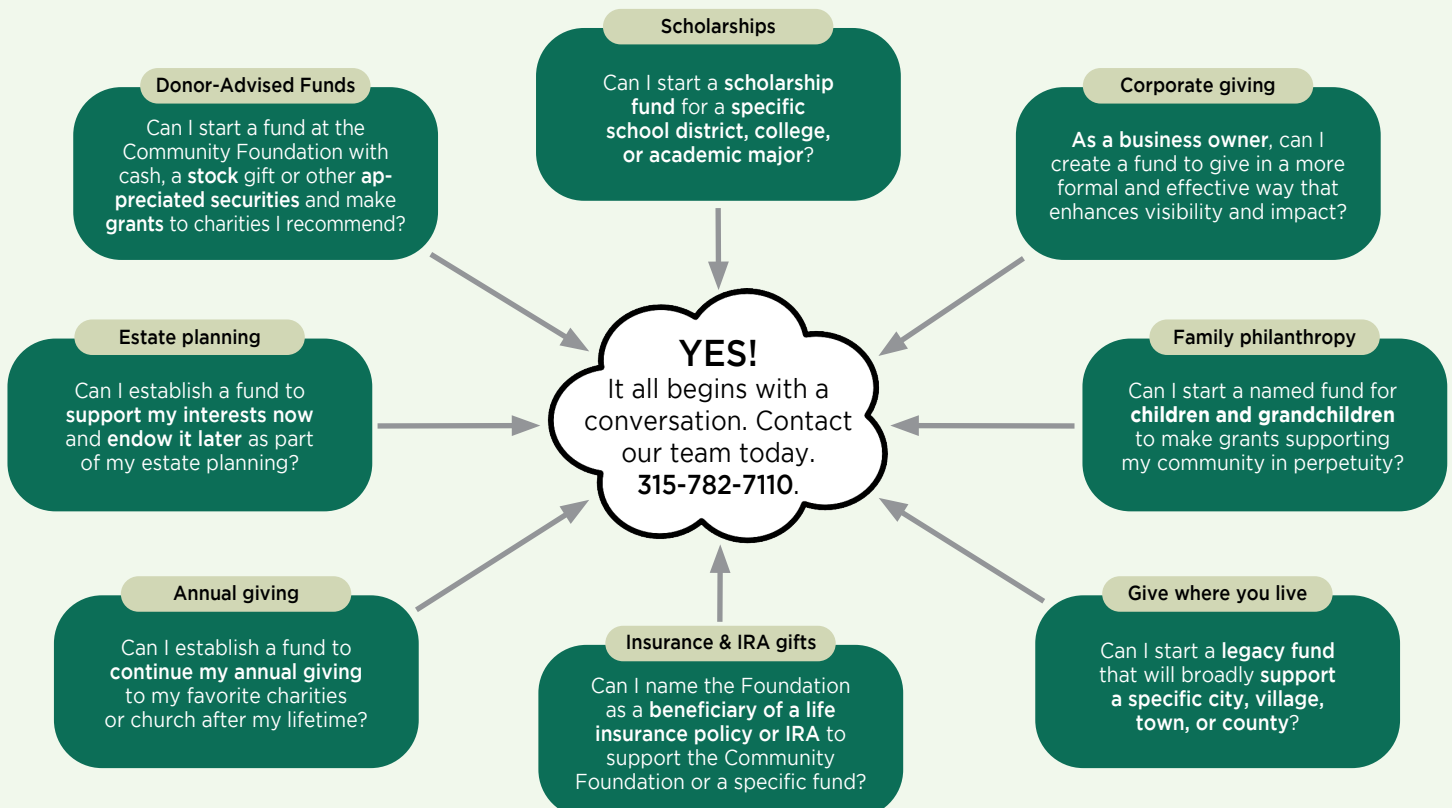 Scholarships
Can I start a scholarship
fund for a specific
school district, college,
or academic major?
Donor-Advised Funds
Can I start a fund at the
Community Foundation with
cash, a stock gift or other ap-
preciated securities and make
grants to charities I recommend?
Corporate giving
As a business owner, can I
create a fund to give in a more
formal and effective way that
enhances visibility and impact?
Estate planning
Can I establish a fund to
support my interests now
and endow it later as part
of my estate planning?
YES!
It all begins with a
conversation. Contact
our team today.
315-782-7110.
Family philanthropy
Can I start a named fund for
children and grandchildren
to make grants supporting
my community in perpetuity?
Annual giving
Can I establish a fund to
continue my annual giving
to my favorite charities
or church after my lifetime?
Insurance & IRA gifts
Can I name the Foundation
as a beneficiary of a life
insurance policy or IRA to
support the Community
Foundation or a specific fund?
Give where you live
Can I start a legacy fund
that will broadly support
a specific city, village,
town, or county?